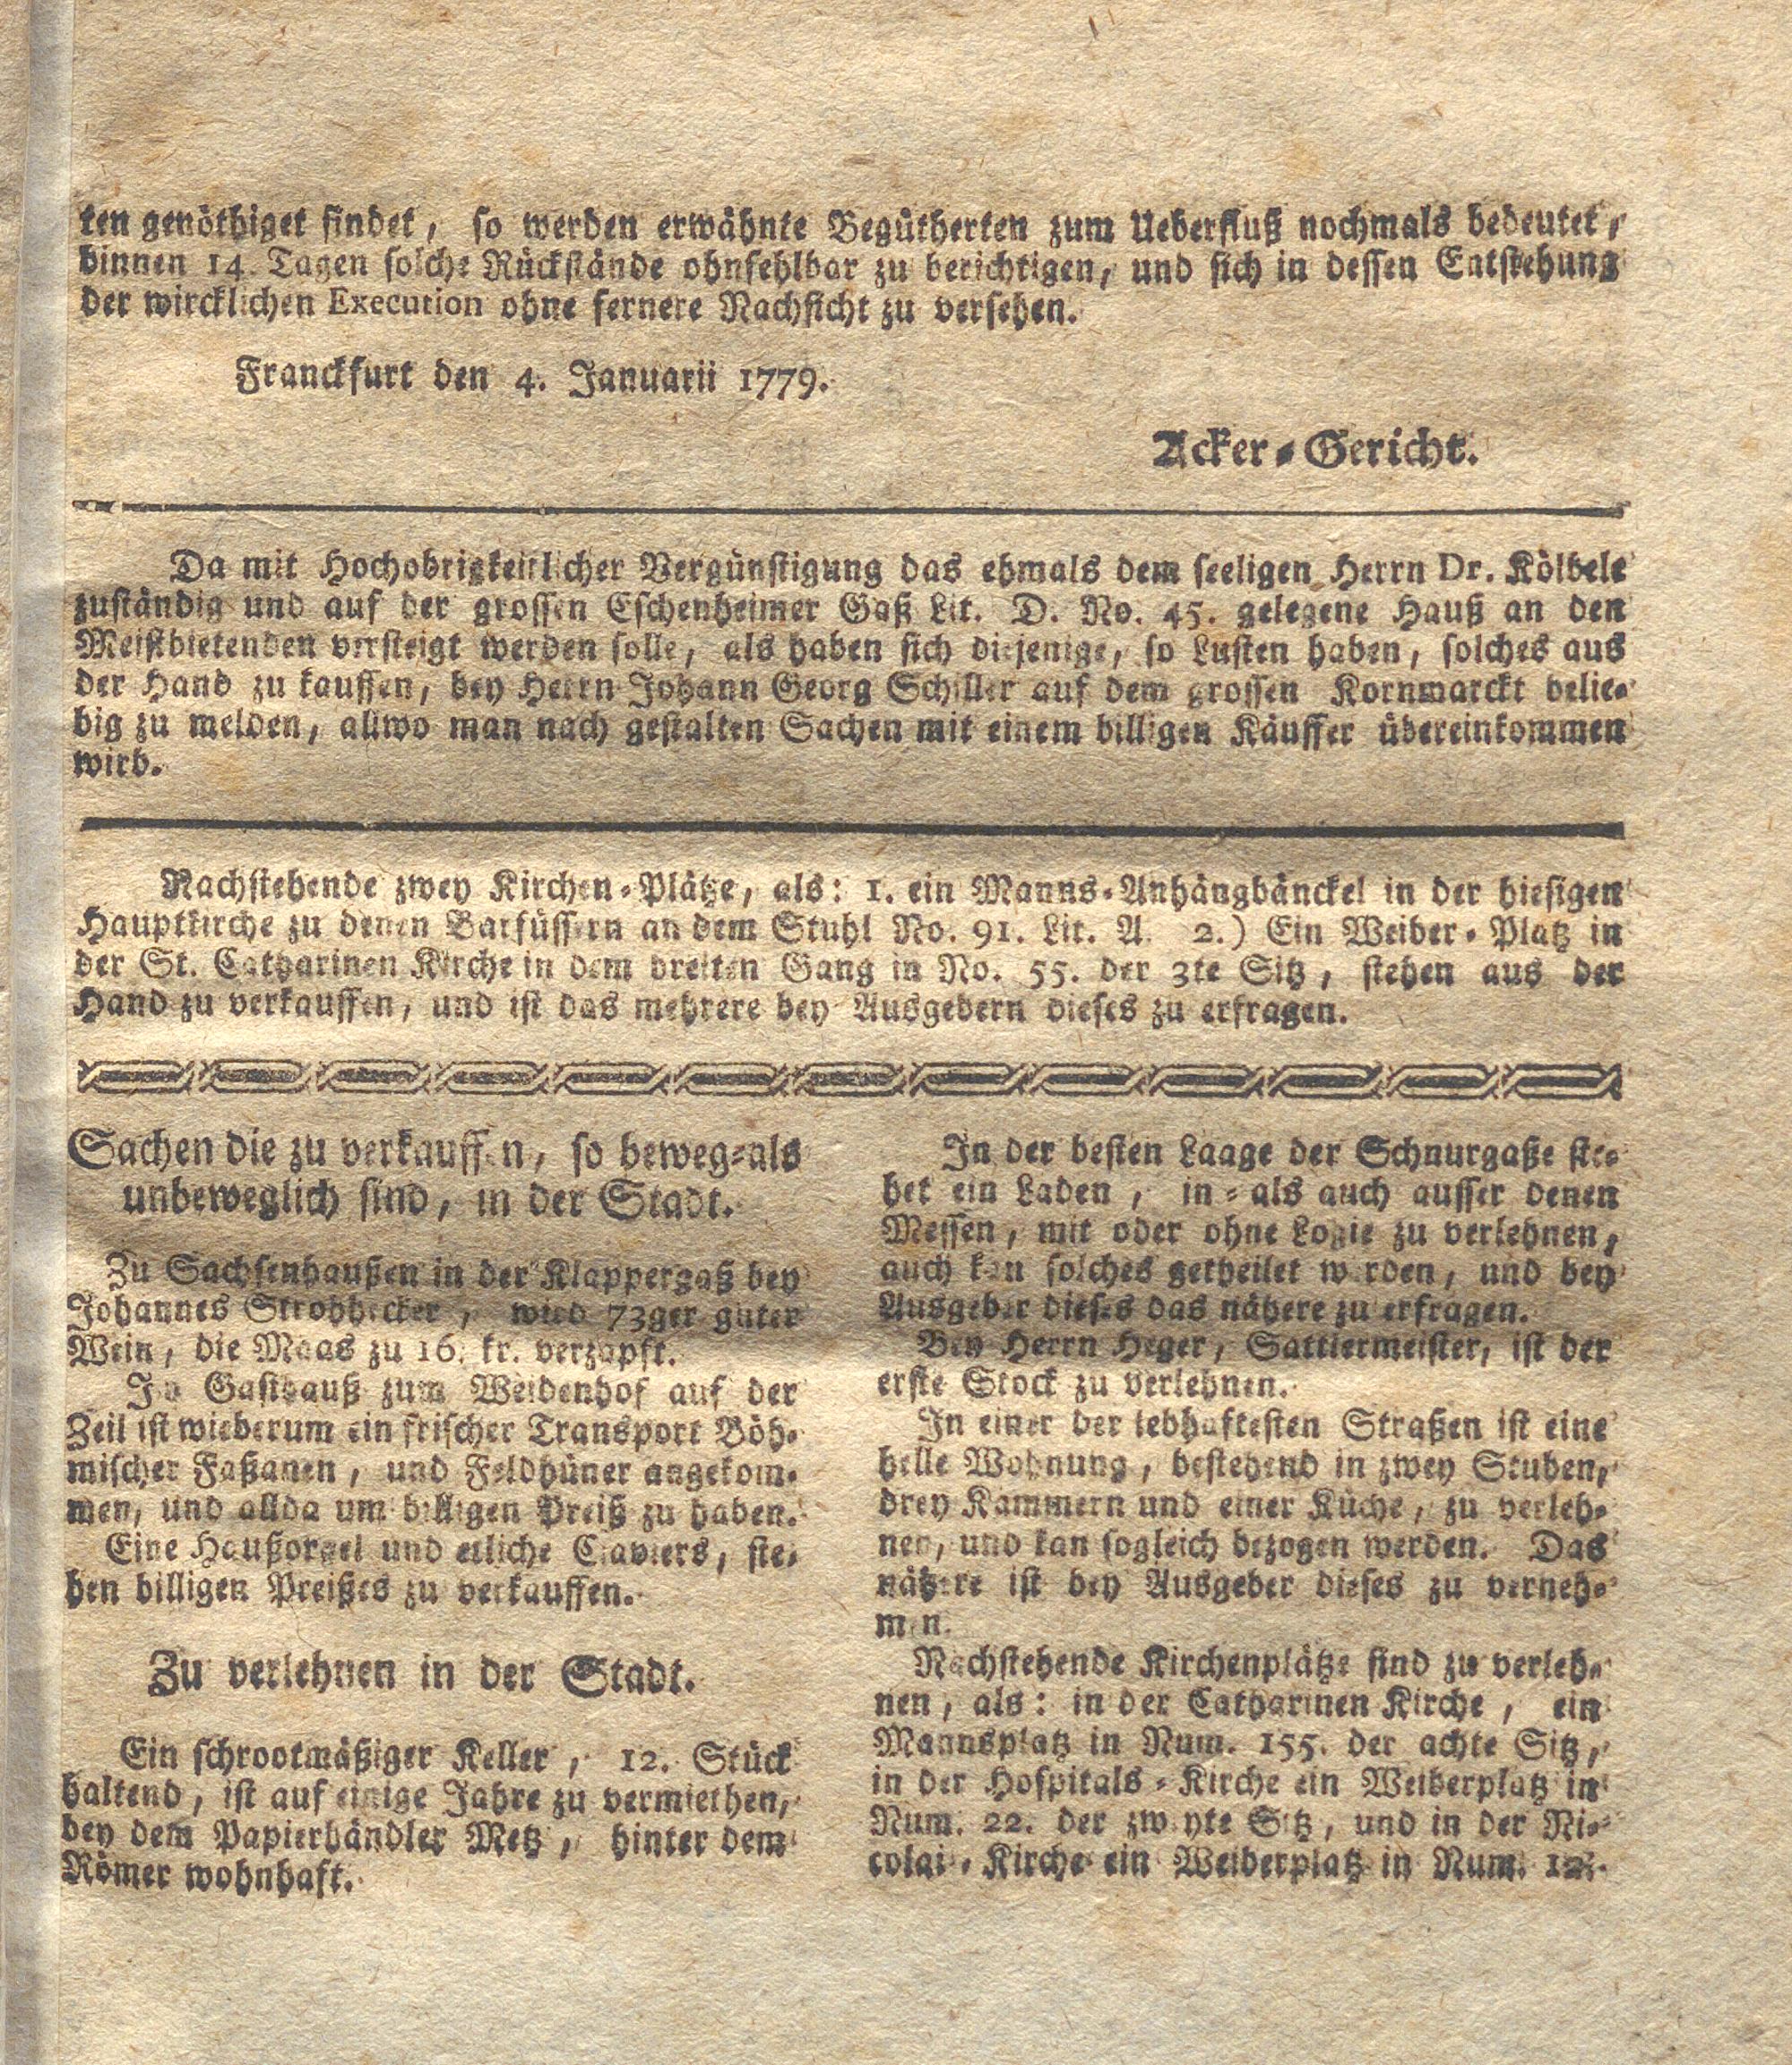 ten genöthiget findet, so werden erwähnte Begütherten zum Ueberfluß nochmals bedeutet,
binnen 14. Tagen solche Rückstände ohnfehlbar zu berichtigen, und sich in dessen Entstehung
der wircklichen Execution ohne fernere Nachsicht zu versehen.
Franckfurt den 4. Januarii 1779.
Acker-Gericht.
Da mit Hochobrigkeitlicher Vergünstigung das ehmals dem seeligen Herrn Dr. Kölbele
zuständig und auf der grossen Eschenheimer Gaß Lit. D. No. 45. gelegene Hauß an den
Meistbietenden versteigt werden solle, als haben sich diejenige, so Lusten haben, solches aus
der Hand zu kauffen, bey Herrn Johann Georg Schiller auf dem grossen Kornmarckt belie-
big zu melden, allwo man nach gestalten Sachen mit einem billigen Käuffer übereinkommen
wird.
Nachstehende zwey Kirchen-Plätze, als: 1. ein Manns-Anhängbänckel in der hiesigen
Hauptkirche zu denen Barfüssern an dem Stuhl No. 91. Lit. A. 2.) Ein Weiber-Platz in
der St. Catharinen Kirche in dem breiten Gang in No. 55. der 3te Sitz, stehen aus der
Hand zu verkauffen, und ist das mehrere bey Ausgebern dieses zu erfragen.
Sachen die zu verkauffen, so beweg-als
unbeweglich sind, in der Stadt.
Zu Sachsenhaußen in der Klappergaß bey
Johannes Strohhecker, wird 73ger guter
Wein, die Maas zu 16. kr. verzapft.
Im Gasthauß zum Weidenhof auf der
Zeil ist wiederum ein frischer Transport Böh-
mischer Faßanen, und Feldhüner angekom-
men, und allda um billigen Preiß zu haben.
Eine Haußorgel und etliche Claviers, ste-
hen billigen Preißes zu verkauffen.
Zu verlehnen in der Stadt.
Ein schrootmäßiger Keller, 12. Stück
haltend, ist auf einige Jahre zu vermiethen,
bey dem Papierhändler Metz, hinter dem
Römer wohnhaft.
In der besten Laage der Schnurgaße ste-
het ein Laden, in-als auch ausser denen
Messen, mit oder ohne Logie zu verlehnen,
auch kan solches getheilet werden, und bey
Ausgeber dieses das nähere zu erfragen.
Bey Herrn Heger, Sattlermeister, ist der
erste Stock zu verlehnen.
In einer der lebhaftesten Straßen ist eine
helle Wohnung, bestehend in zwey Stuben,
drey Kammern und einer Küche, zu verleh-
nen, und kan sogleich bezogen werden. Das
nähere ist bey Ausgeber dieses zu verneh-
men.
Nachstehende Kirchenplätze sind zu verleh-
nen, als: in der Catharinen Kirche, ein
Mannsplatz in Num. 155. der achte Sitz,
in der Hospitals-Kirche ein Weiberplatz in
Num. 22. der zweyte Sitz, und in der Ni-
colai-Kirche ein Weiberplatz in Num.